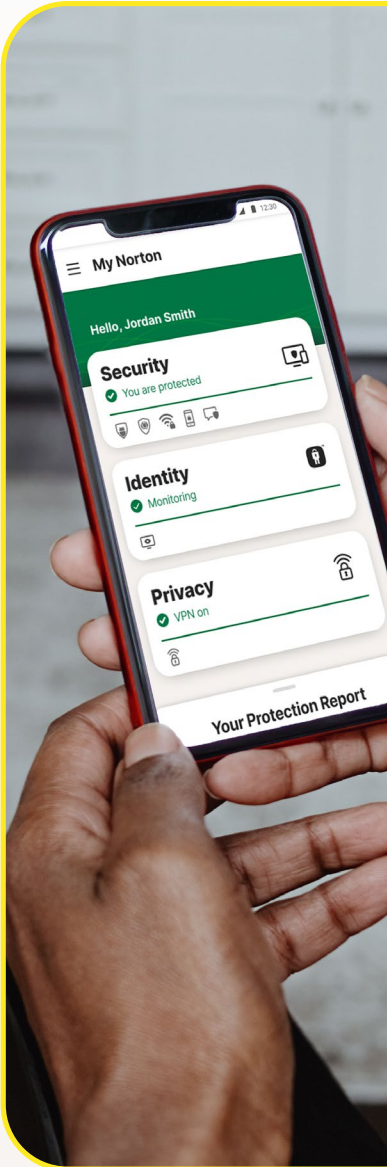 12:30
My Norton
Hello, Jordan Smith
Security
You are protected
Identity
Monitoring
Privacy
VPN on
Your Protection Report